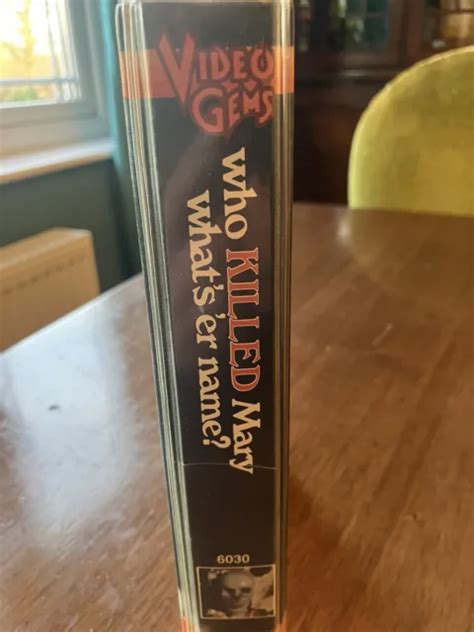 VIDEO
GEMS
who KILLED Mary
what's'er name?
6030